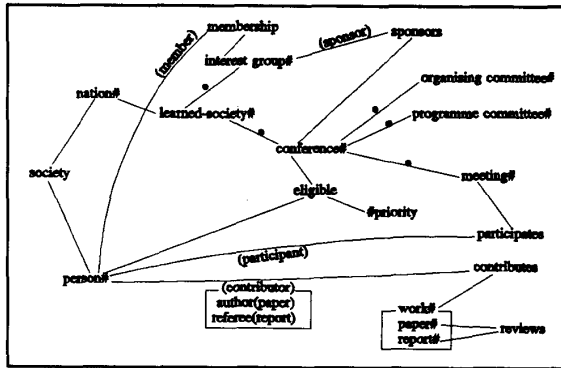 membership
sponsors
(sponsor)
(member)
interest group#
organising committee#
nation#
learned-society#
programme committee#
conference#
society
meeting#
eligible
#priority
participates
(participant)
person#
contributes
(contributor)
author(paper)
referee(report)
work#
paper#
reviews
report#